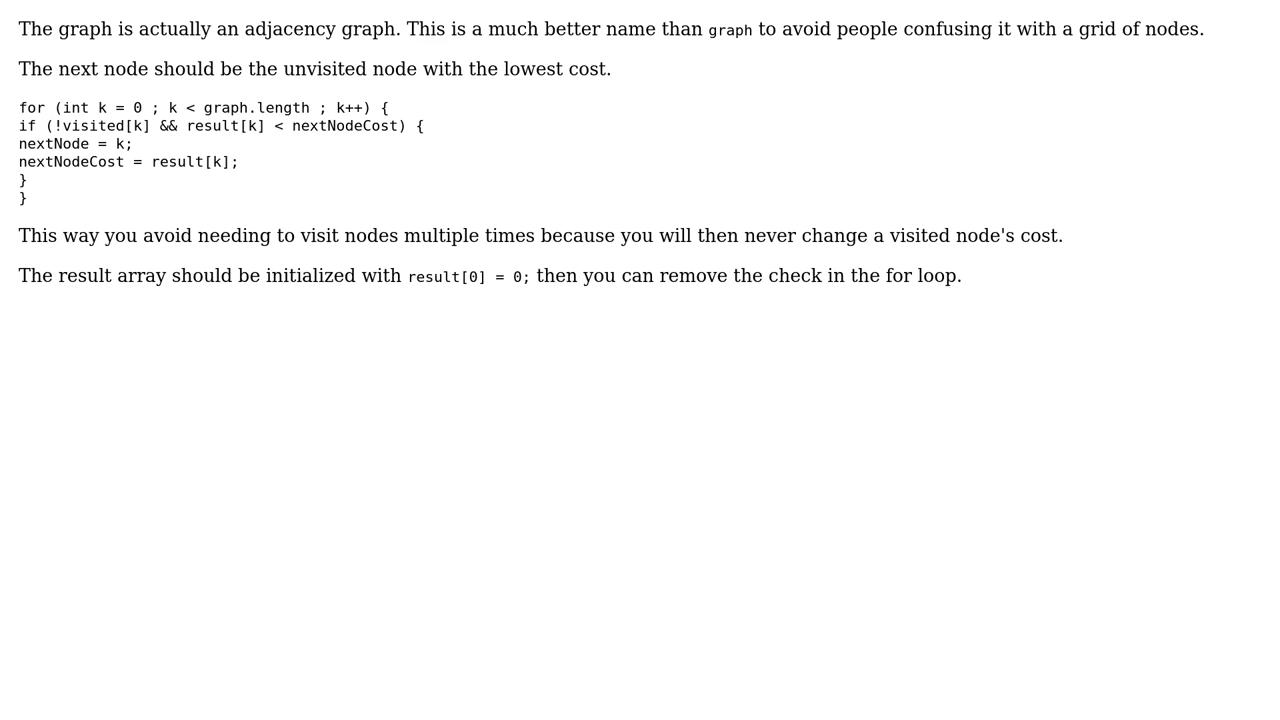 The graph is actually an adjacency graph. This is a much better name than graph to avoid people confusing it with a grid of nodes.
The next node should be the unvisited node with the lowest cost.
for (int k = 0 ; k < graph.length ; k++) {
if (!visited[k] && result[k] < nextNodeCost) {
nextNode = k;
nextNodeCost = result[k];
}
}
This way you avoid needing to visit nodes multiple times because you will then never change a visited node's cost.
The result array should be initialized with result[0] = 0; then you can remove the check in the for loop.